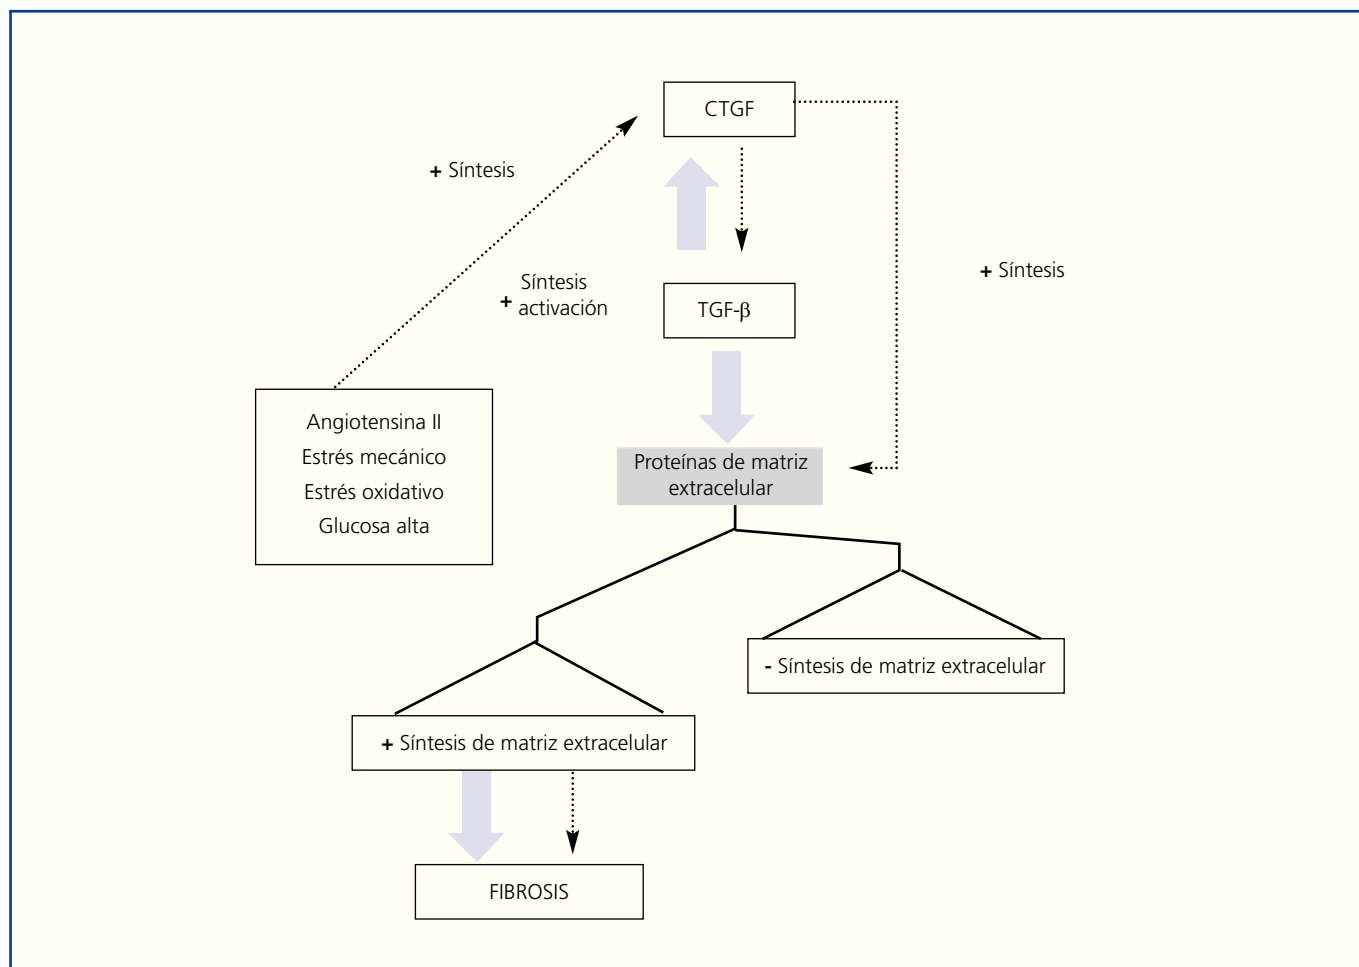 CTGF
+ Síntesis
+ Síntesis
Síntesis
+ activación
TGF-β
Angiotensina II
Estrés mecánico
Estrés oxidativo
Glucosa alta
Proteínas de matriz
extracelular
- Síntesis de matriz extracelular
+ Síntesis de matriz extracelular
FIBROSIS